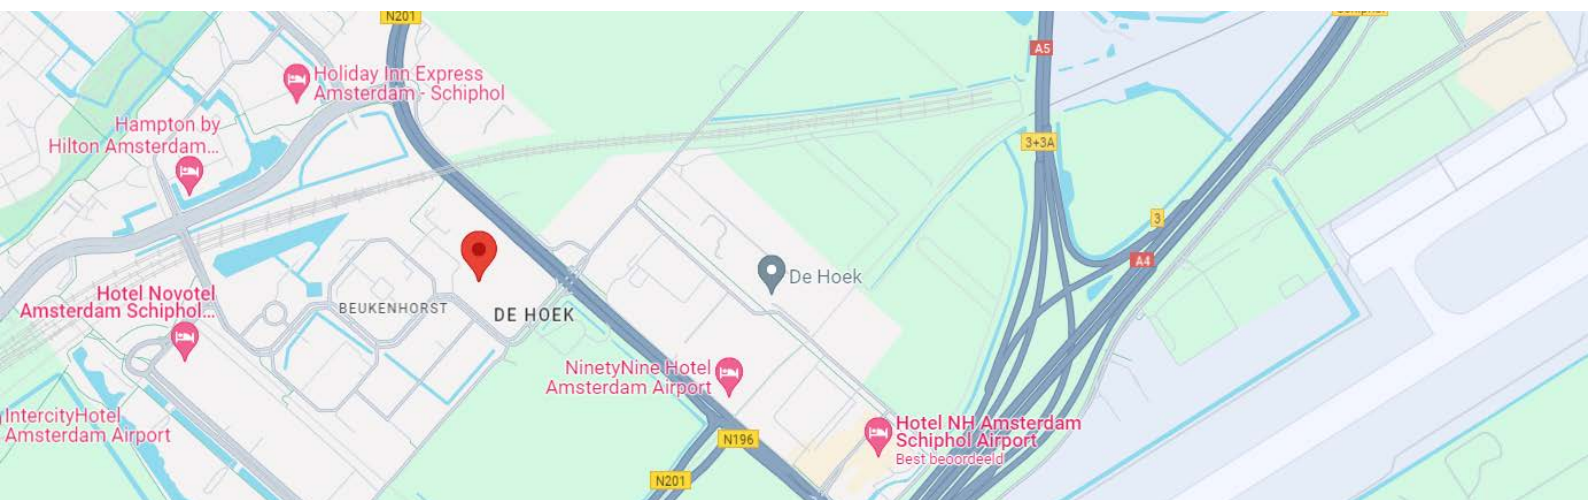 N201
A5
Holiday Inn Express
Amsterdam - Schiphol
Hampton by
Hilton Amsterdam...
3+3A
3
A4
De Hoek
Hotel Novotel
Amsterdam Schiphol...
BEUKENHORST
DE HOEK
NinetyNine Hotel
Amsterdam Airport
IntercityHotel
Amsterdam Airport
Hotel NH Amsterdam
Schiphol Airport
Best beoordeeld
N196
N201